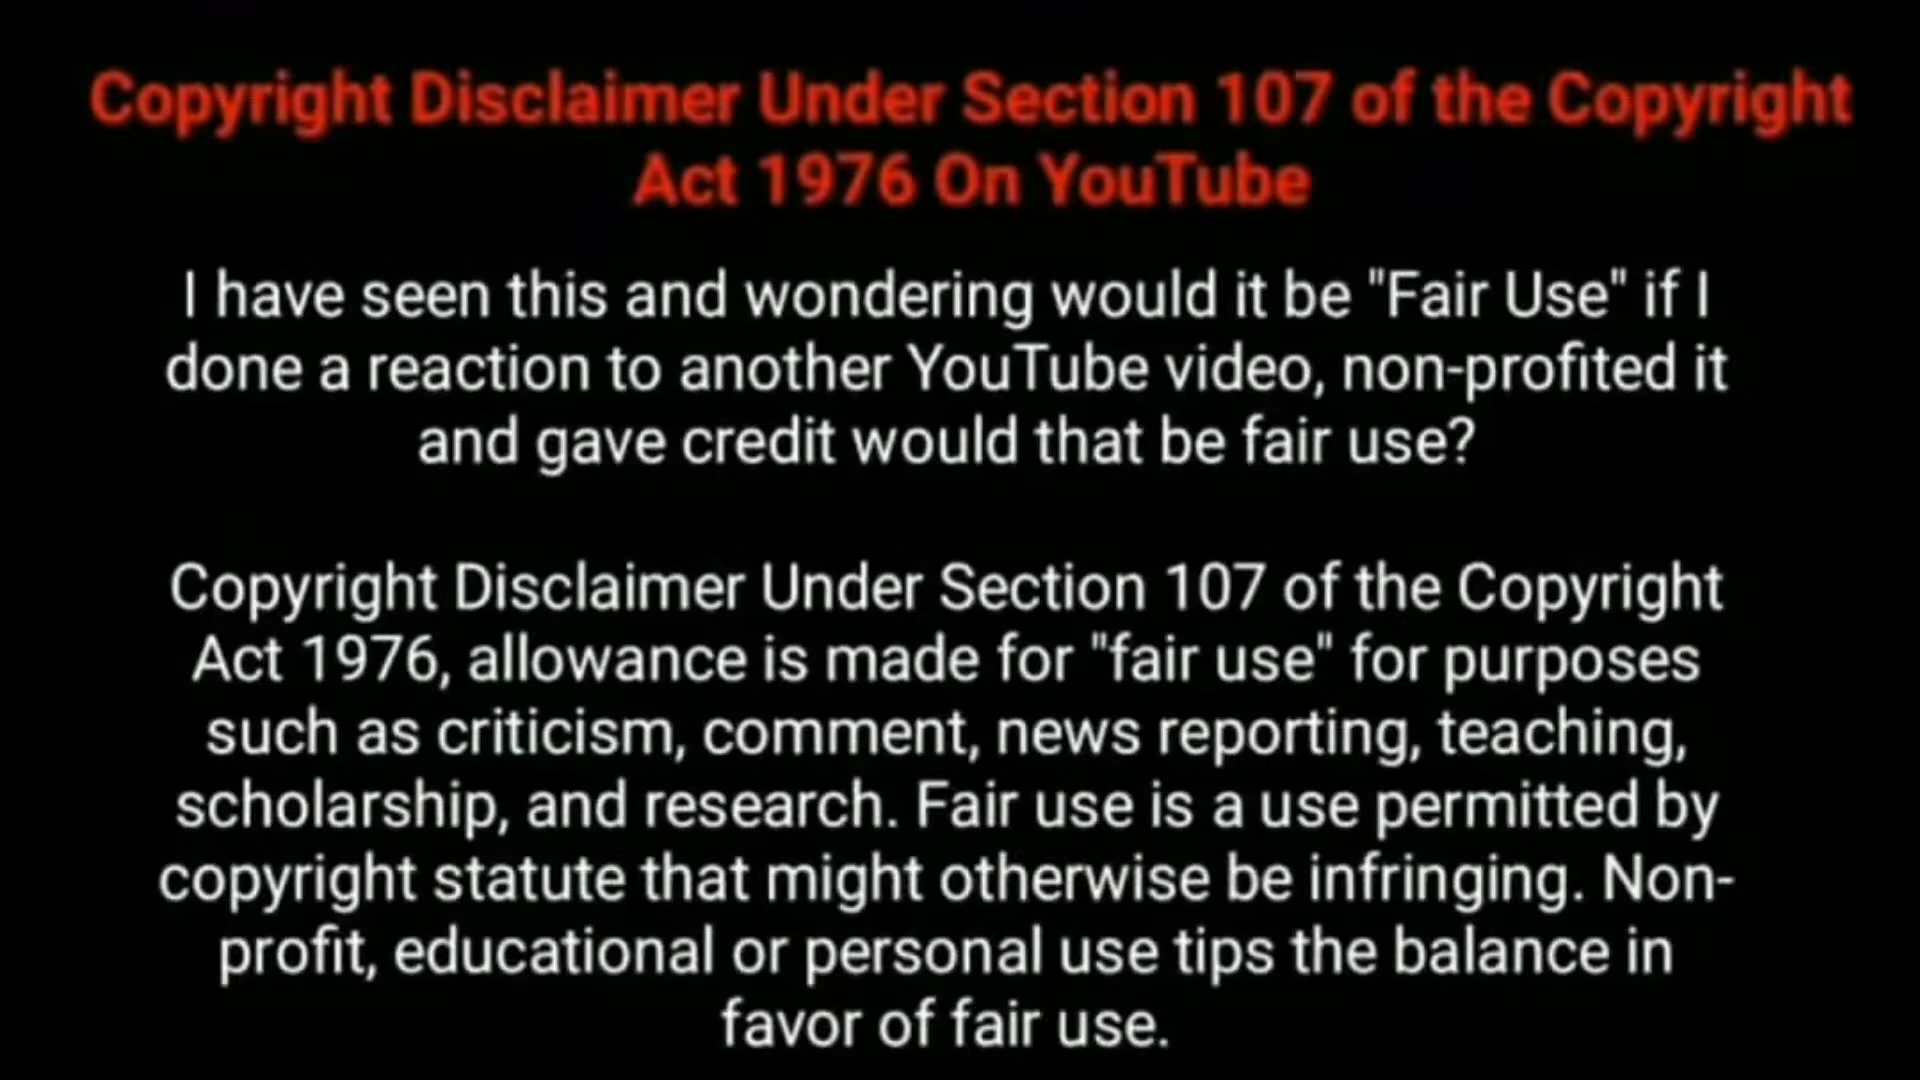 Copyright Disclaimer Under Section 107 of the Copyright
Act 1976 On YouTube
I have seen this and wondering would it be "Fair Use" if I
done a reaction to another YouTube video, non-profited it
and gave credit would that be fair use?
Copyright Disclaimer Under Section 107 of the Copyright
Act 1976, allowance is made for "fair use" for purposes
such as criticism, comment, news reporting, teaching,
scholarship, and research. Fair use is a use permitted by
copyright statute that might otherwise be infringing. Non-
profit, educational or personal use tips the balance in
favor of fair use.